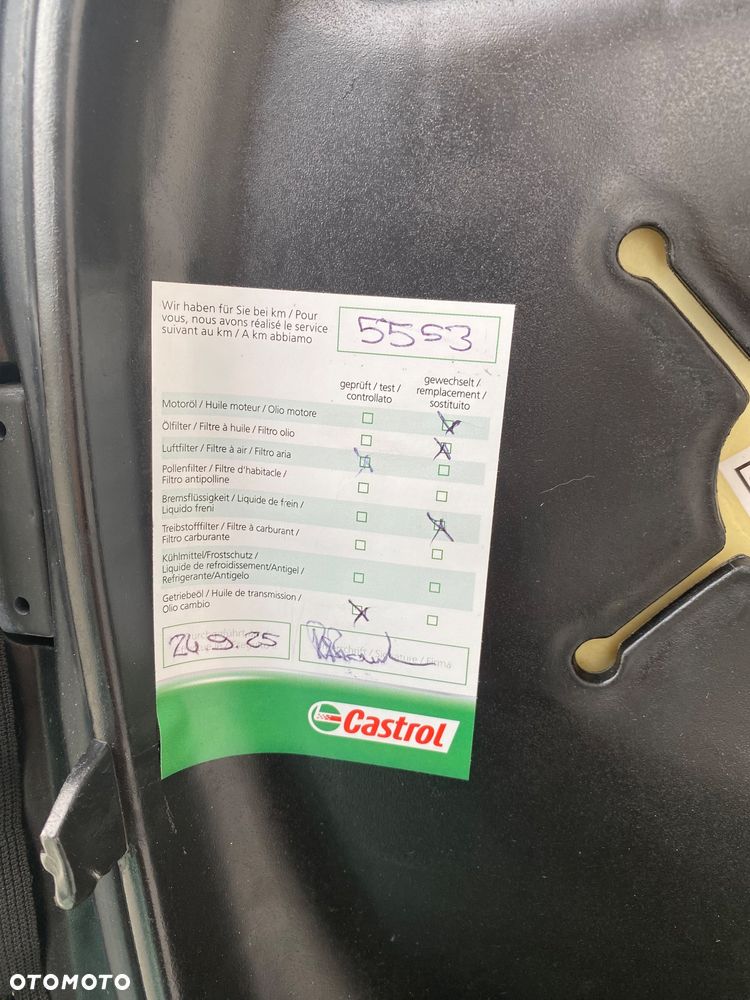 Wir haben für Sie bei km / Pour
vous, nous avons réalisé le service
suivant au km / A km abbiamo
5553
geprüft / test /
controllato
gewechselt /
remplacement /
sostituito
Motoröl / Huile moteur / Olio motore
Ölfilter / Filtre à huile / Filtro olio
Luftfilter / Filtre à air / Filtro aria
Pollenfilter / Filtre d'habitacle /
Filtro antipolline
Bremsflüssigkeit / Liquide de frein /
Liquido freni
Treibstofffilter / Filtre à carburant /
Filtro carburante
Kühlmittel/Frostschutz /
Liquide de refroidissement/Antigel /
Refrigerante/Antigelo
Getriebeöl / Huile de transmission /
Olio cambio
24.9.25
/ Firma
Castrol
OTOMOTO